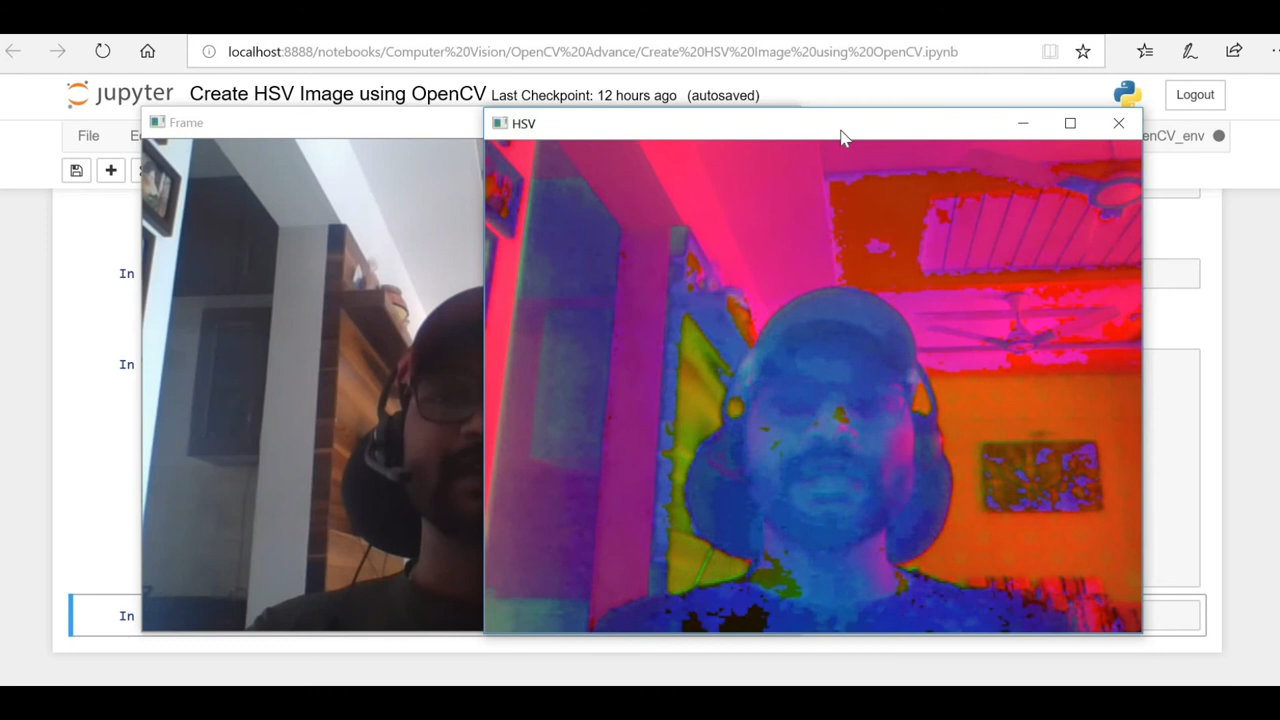 localhost:8888/notebooks/Computer%20Vision/OpenCV%20Advance/Create%20HSV%20Image%20using%20OpenCV.ipynb
jupyter Create HSV Image using OpenCV Last Checkpoint: 12 hours ago (autosaved)
Logout
Frame
HSV
File
enCV_env
In
In
In